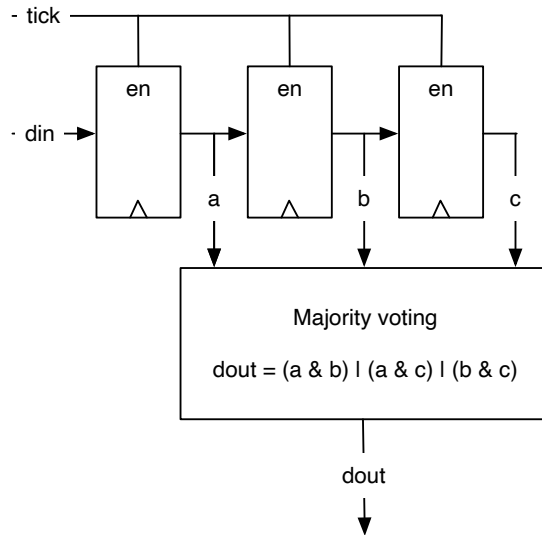 tick
en en en
din
a b c
Majority voting
dout = (a & b) | (a & c) | (b & c)
dout